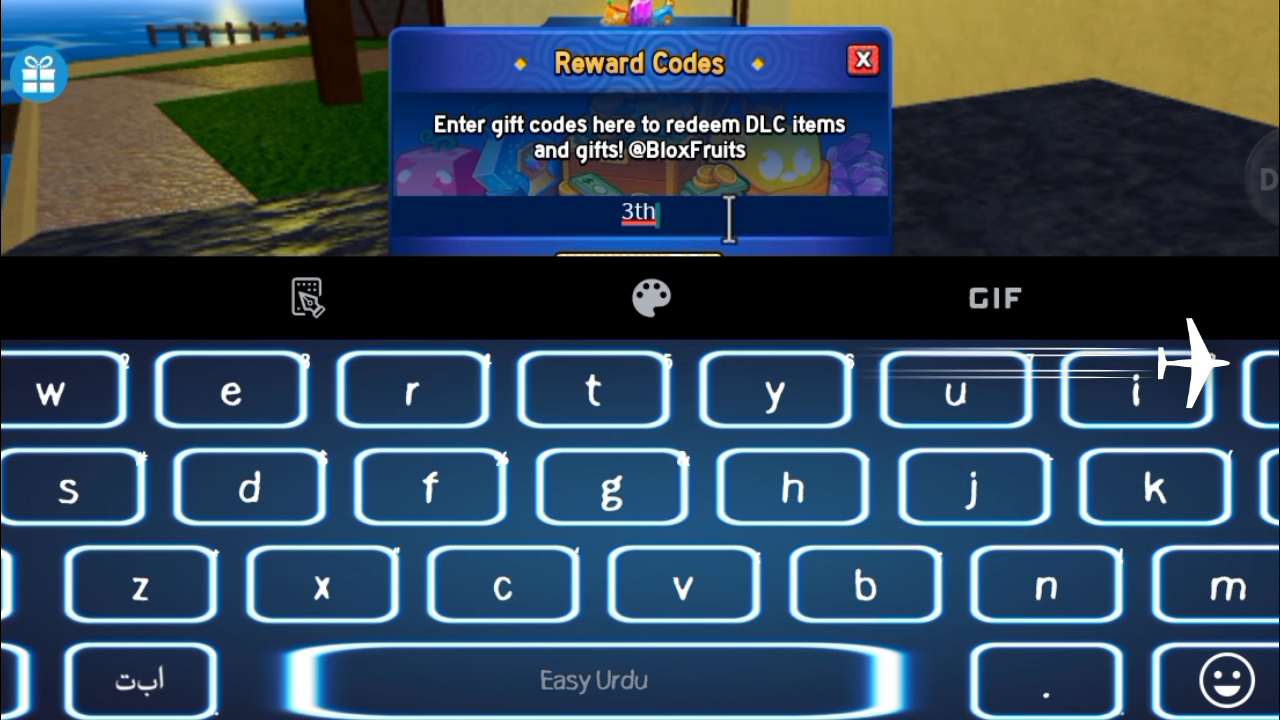 Reward Codes
X
Enter gift codes here to redeem DLC items
and gifts! @BloxFruits
3th
D
GIF
w e r t y u i
s d f g h j k
z x c v b n m
ابت Easy Urdu .